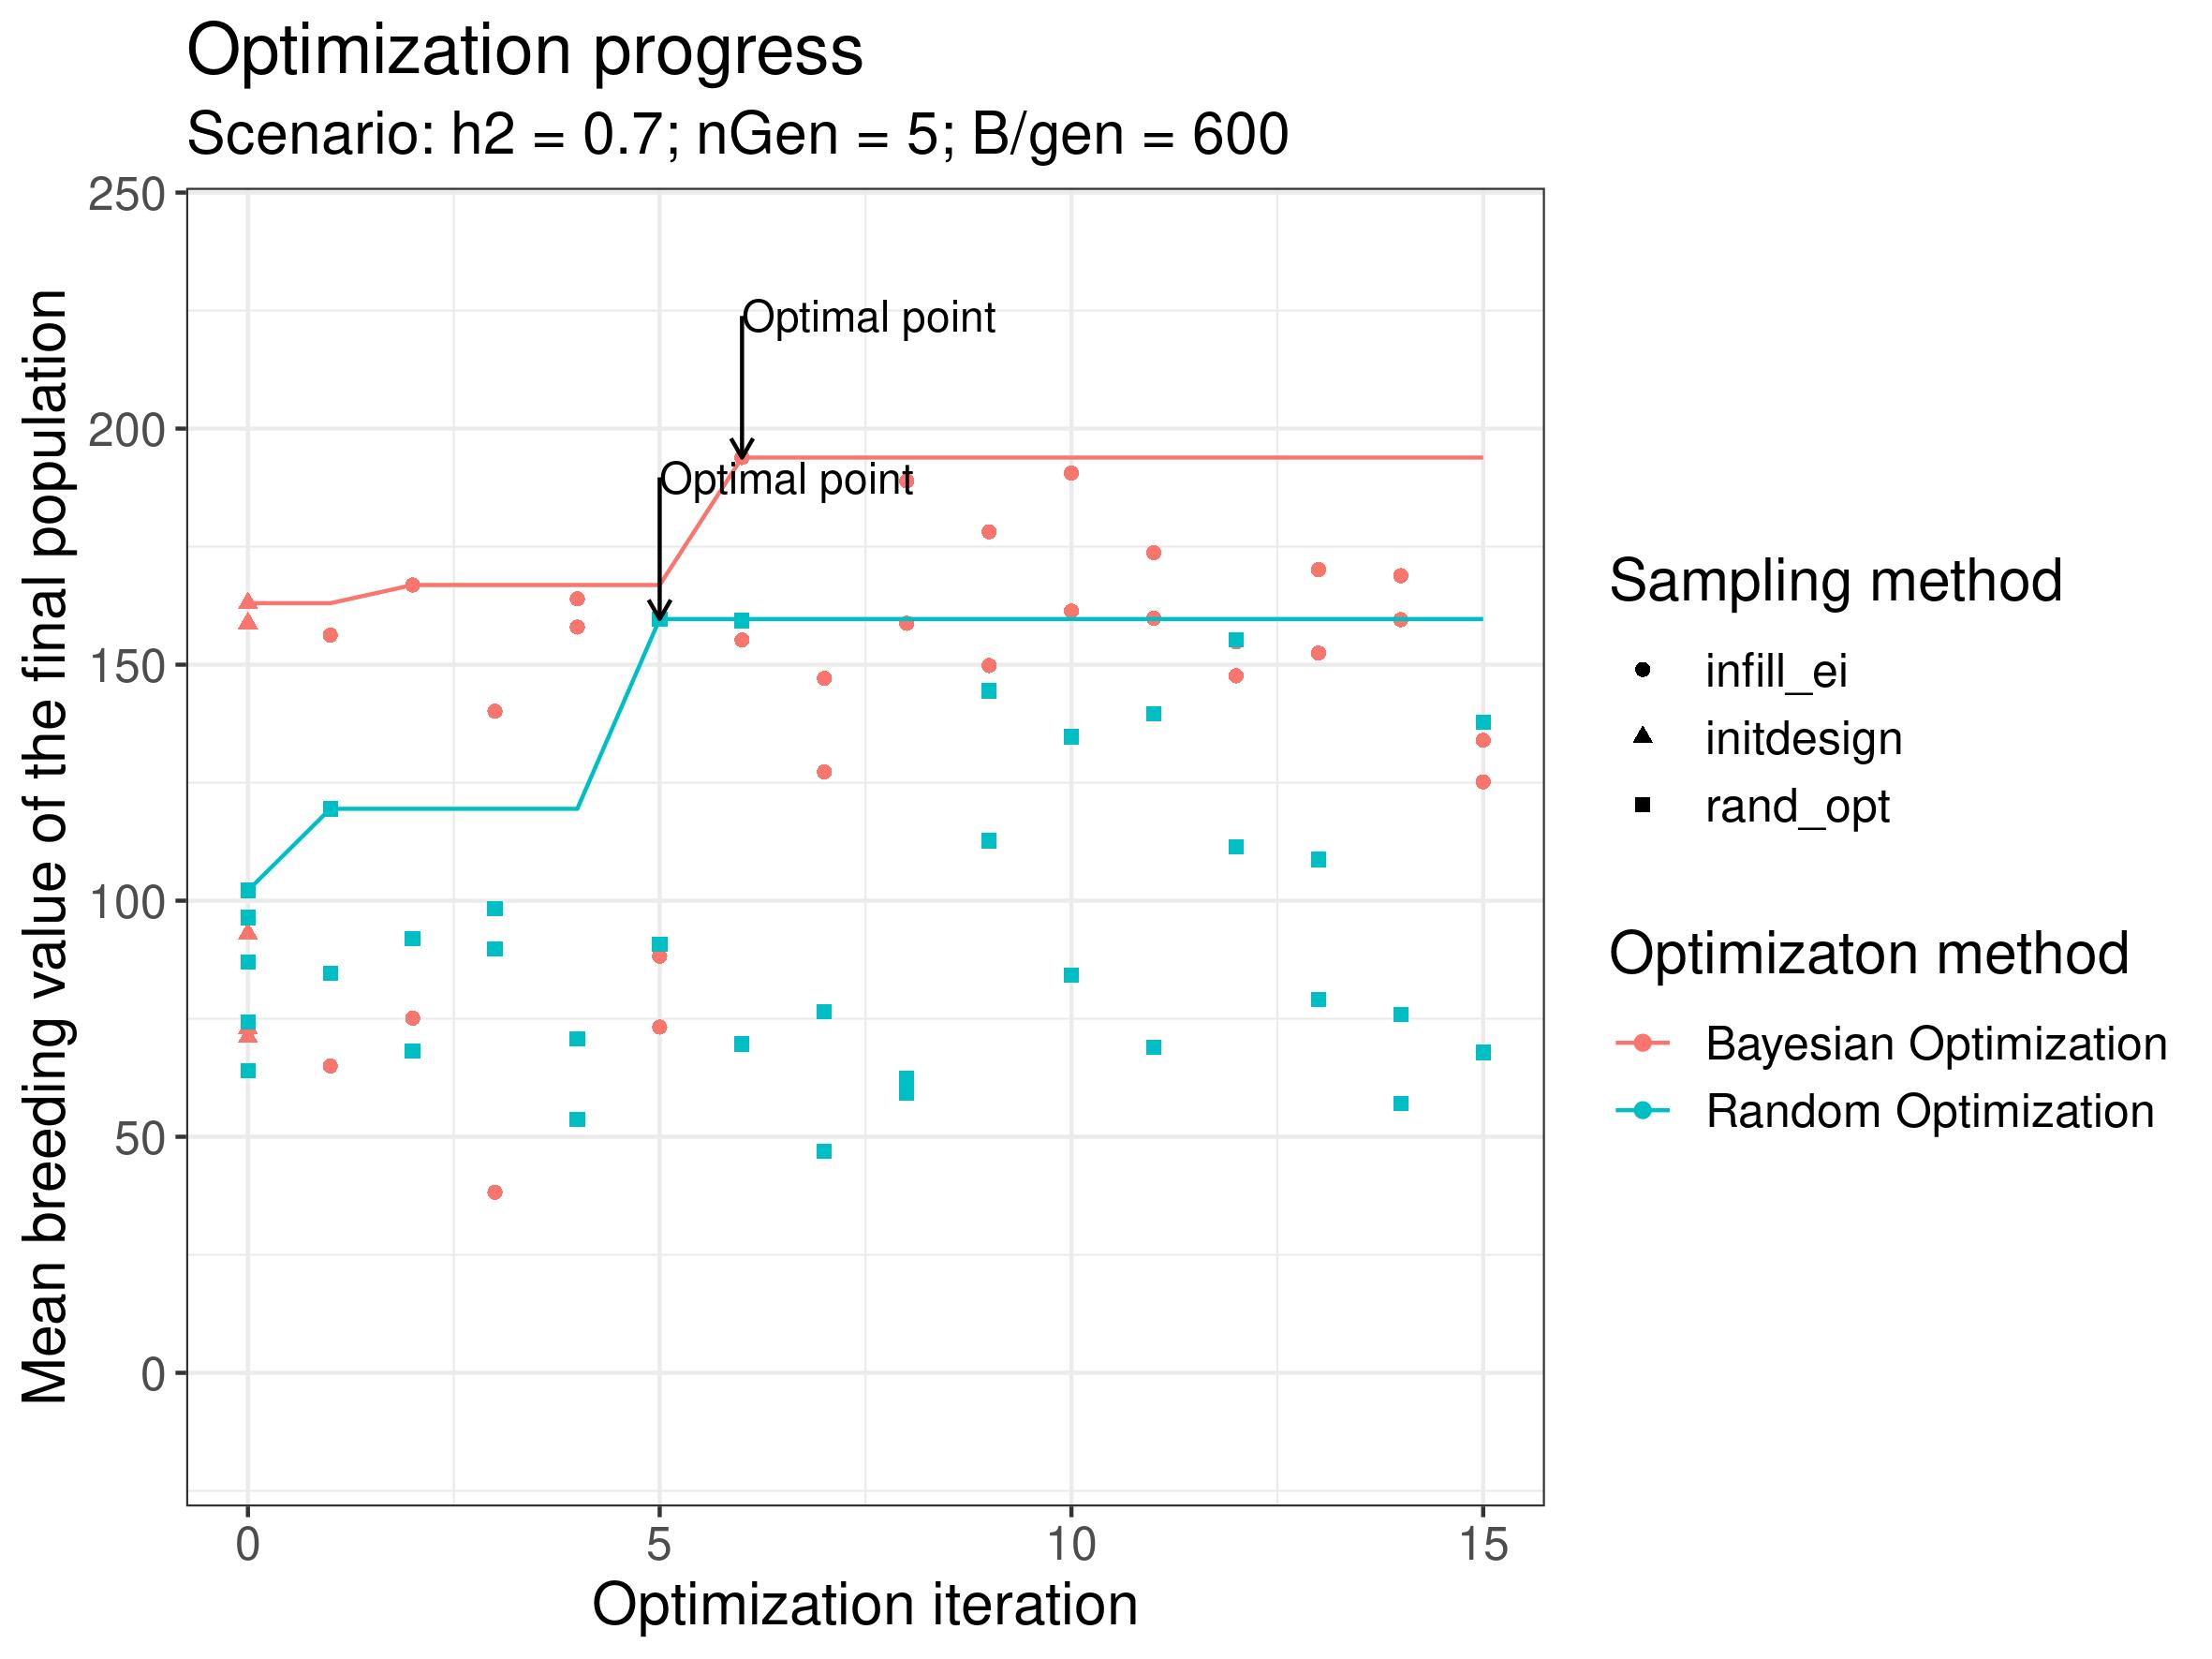 Optimization progress
Scenario: h2 = 0.7; nGen = 5; B/gen = 600
Mean breeding value of the final population
250
200
150
100
50
0
Optimal point
Optimal point
0
5
10
15
Optimization iteration
Sampling method
infill_ei
initdesign
rand_opt
Optimizaton method
Bayesian Optimization
Random Optimization